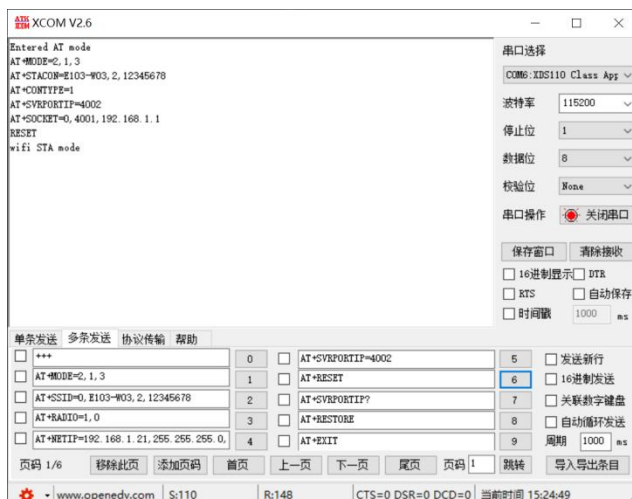 ATK XCOM XCOM V2.6
Entered AT mode
AT+MODE=2,1,3
AT+STACON=E103-W03,2,12345678
AT+CONTYPE=1
AT+SVRPORTIP=4002
AT+SOCKET=0,4001,192.168.1.1
RESET
wifi STA mode
串口选择
COM6:XDS110 Class App
波特率 115200
停止位 1
数据位 8
校验位 None
串口操作 关闭串口
保存窗口 清除接收
16进制显示 DTR
RTS 自动保存
时间戳 1000 ms
单条发送 多条发送 协议传输 帮助
+++ 0 AT+SVRPORTIP=4002 5 发送新行
AT+MODE=2,1,3 1 AT+RESET 6 16进制发送
AT+SSID=0,E103-W03,2,12345678 2 AT+SVRPORTIP? 7 关联数字键盘
AT+RADIO=1,0 3 AT+RESTORE 8 自动循环发送
AT+NETIP=192.168.1.21,255.255.255.0, 4 AT+EXIT 9 周期 1000 ms
页码 1/6 移除此页 添加页码 首页 上一页 下一页 尾页 页码 1 跳转 导入导出条目
www.openedv.com S:110 R:148 CTS=0 DSR=0 DCD=0 当前时间 15:24:49